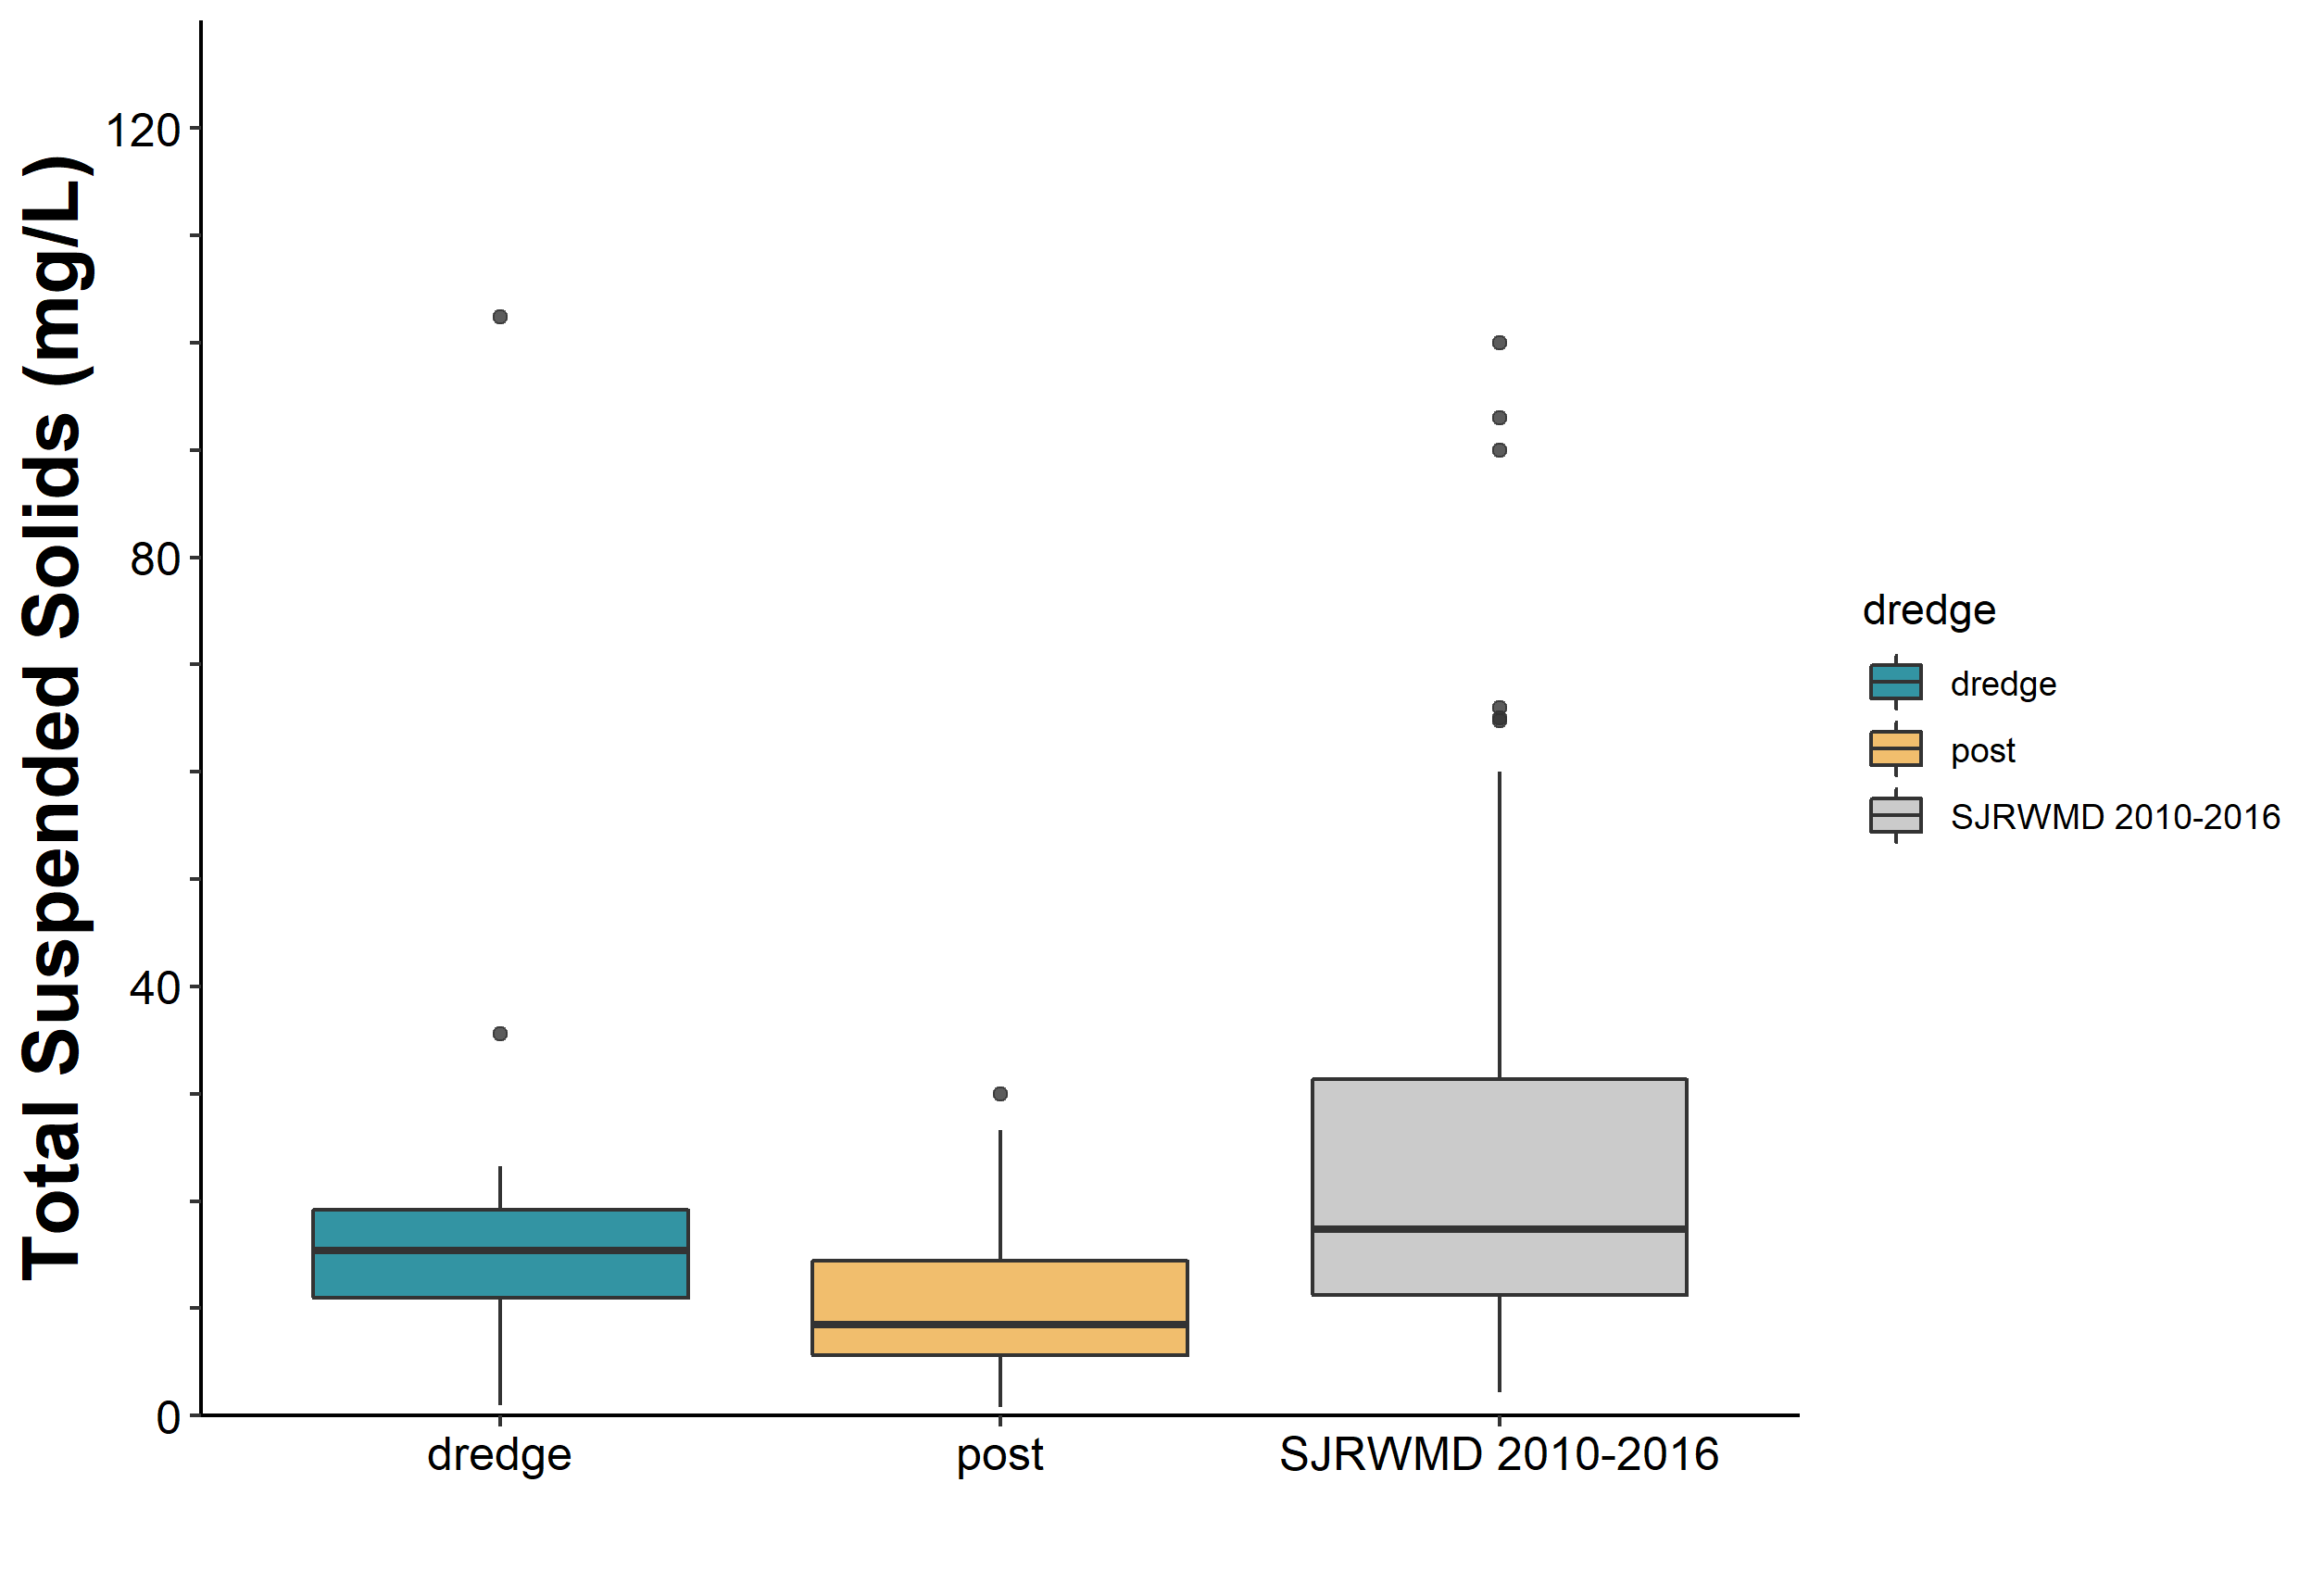 Total Suspended Solids (mg/L)
120
80
40
0
dredge
post
SJRWMD 2010-2016
dredge
dredge
post
SJRWMD 2010-2016